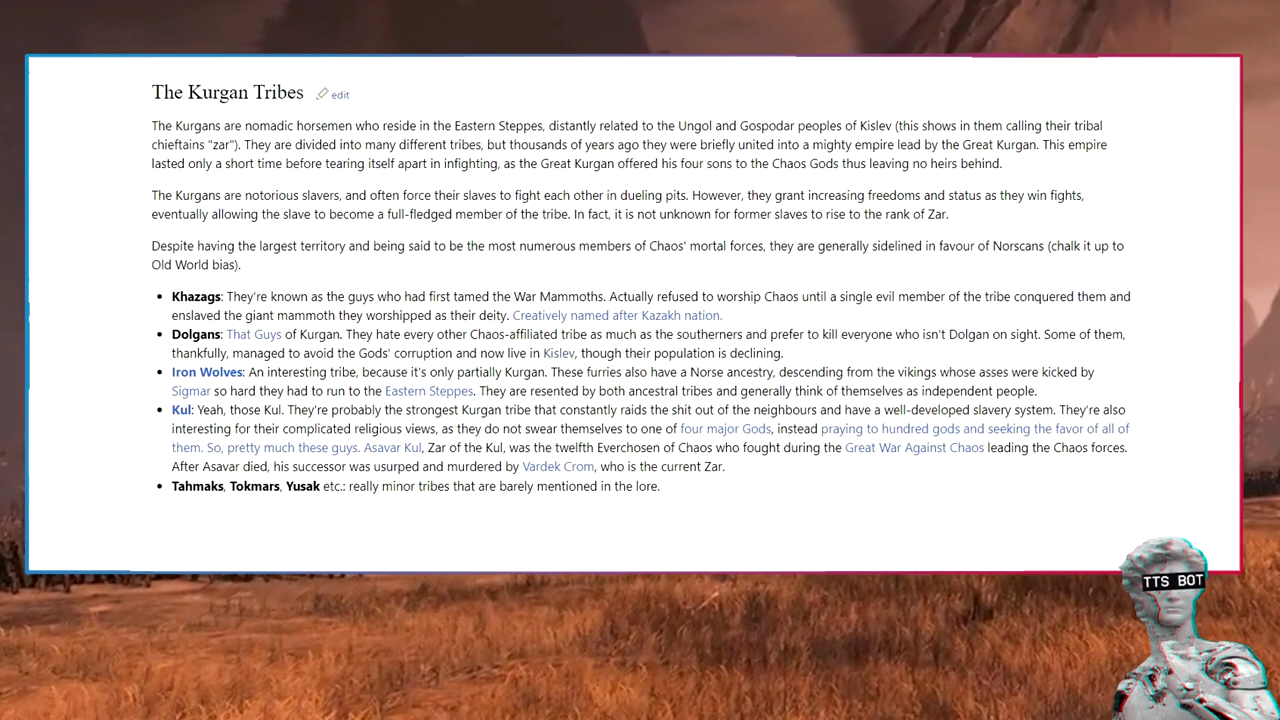 The Kurgan Tribes edit
The Kurgans are nomadic horsemen who reside in the Eastern Steppes, distantly related to the Ungol and Gospodar peoples of Kislev (this shows in them calling their tribal
chieftains "zar"). They are divided into many different tribes, but thousands of years ago they were briefly united into a mighty empire lead by the Great Kurgan. This empire
lasted only a short time before tearing itself apart in infighting, as the Great Kurgan offered his four sons to the Chaos Gods thus leaving no heirs behind.
The Kurgans are notorious slavers, and often force their slaves to fight each other in dueling pits. However, they grant increasing freedoms and status as they win fights,
eventually allowing the slave to become a full-fledged member of the tribe. In fact, it is not unknown for former slaves to rise to the rank of Zar.
Despite having the largest territory and being said to be the most numerous members of Chaos' mortal forces, they are generally sidelined in favour of Norscans (chalk it up to
Old World bias).
• Khazags: They're known as the guys who had first tamed the War Mammoths. Actually refused to worship Chaos until a single evil member of the tribe conquered them and
enslaved the giant mammoth they worshipped as their deity. Creatively named after Kazakh nation.
• Dolgans: That Guys of Kurgan. They hate every other Chaos-affiliated tribe as much as the southerners and prefer to kill everyone who isn't Dolgan on sight. Some of them,
thankfully, managed to avoid the Gods' corruption and now live in Kislev, though their population is declining.
• Iron Wolves: An interesting tribe, because it's only partially Kurgan. These furries also have a Norse ancestry, descending from the vikings whose asses were kicked by
Sigmar so hard they had to run to the Eastern Steppes. They are resented by both ancestral tribes and generally think of themselves as independent people.
• Kul: Yeah, those Kul. They're probably the strongest Kurgan tribe that constantly raids the shit out of the neighbours and have a well-developed slavery system. They're also
interesting for their complicated religious views, as they do not swear themselves to one of four major Gods, instead praying to hundred gods and seeking the favor of all of
them. So, pretty much these guys. Asavar Kul, Zar of the Kul, was the twelfth Everchosen of Chaos who fought during the Great War Against Chaos leading the Chaos forces.
After Asavar died, his successor was usurped and murdered by Vardek Crom, who is the current Zar.
• Tahmaks, Tokmars, Yusak etc.: really minor tribes that are barely mentioned in the lore.
TTS BOT